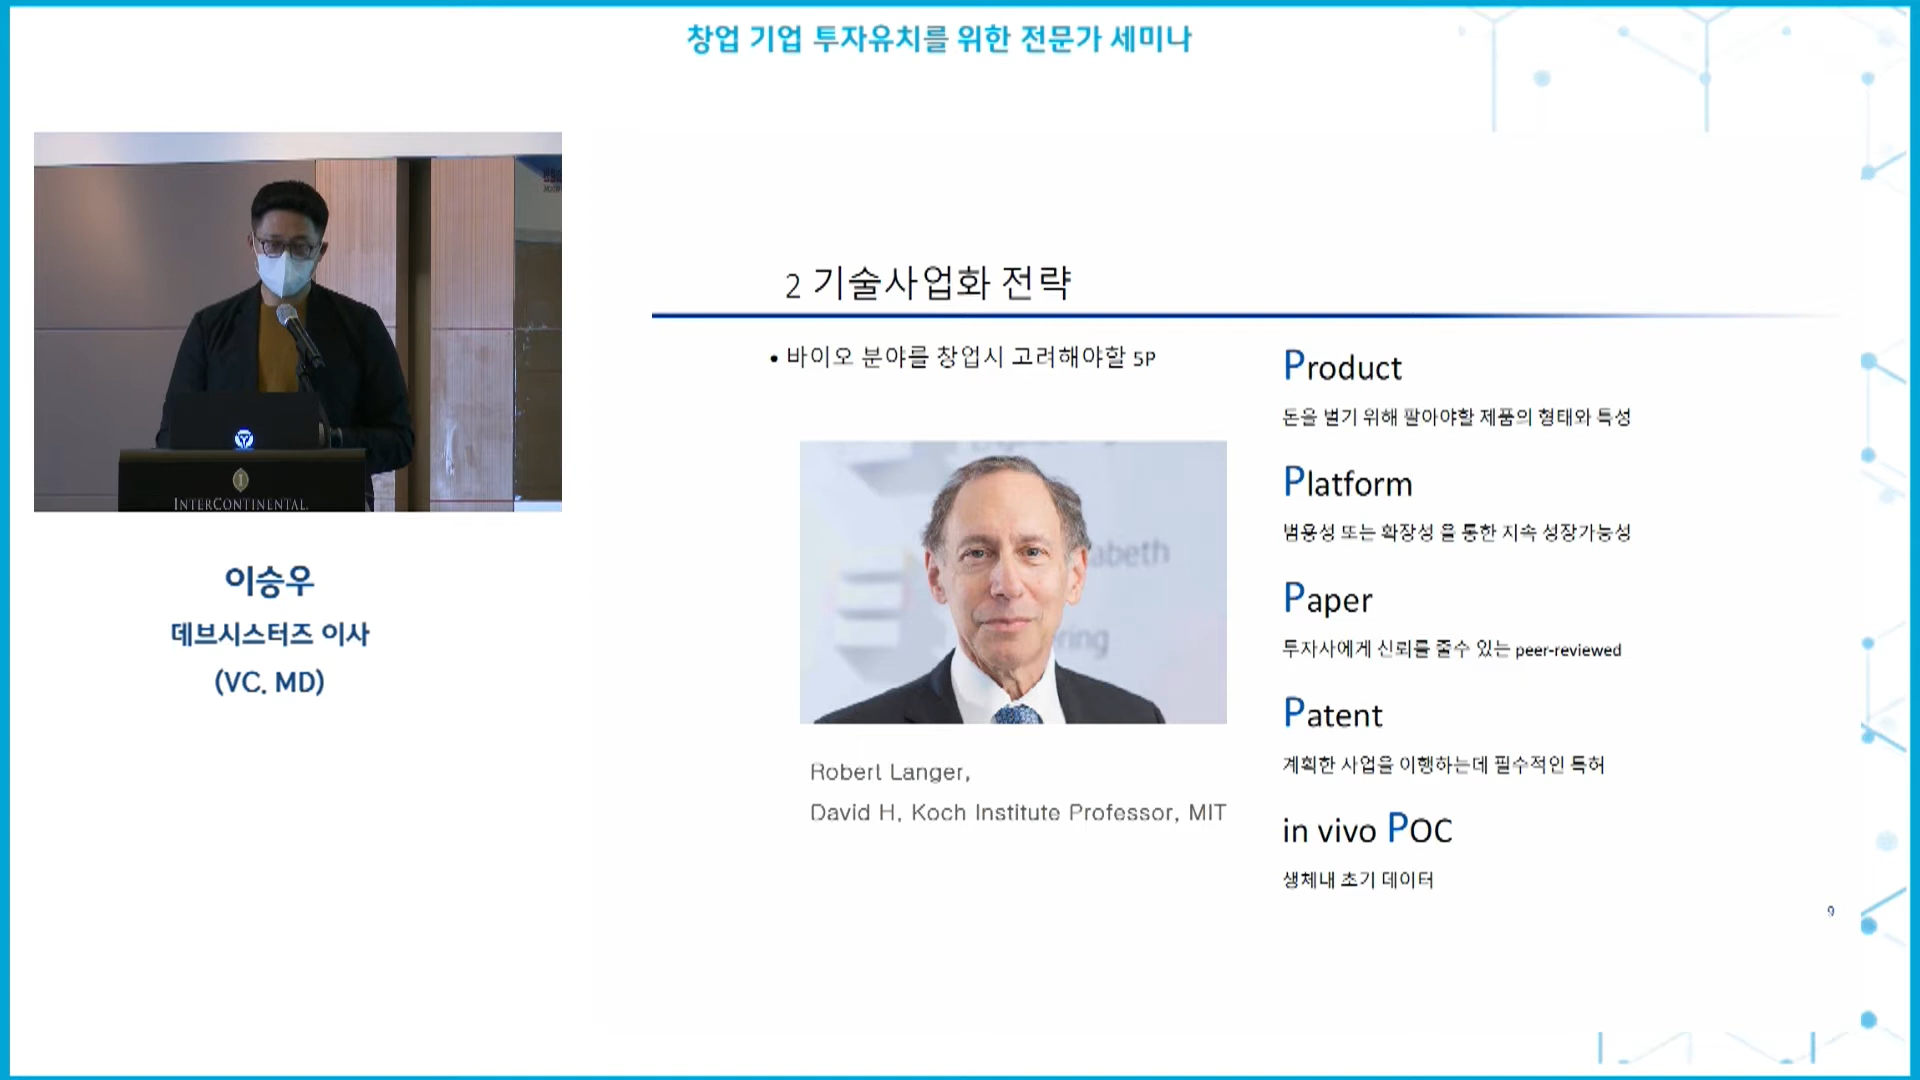 창업 기업 투자유치를 위한 전문가 세미나
INTERCONTINENTAL.
이승우
데브시스터즈 이사
(VC, MD)
2 기술사업화 전략
• 바이오 분야를 창업시 고려해야할 5P
abeth
ring
Robert Langer,
David H. Koch Institute Professor, MIT
Product
돈을 벌기 위해 팔아야할 제품의 형태와 특성
Platform
범용성 또는 확장성 을 통한 지속 성장가능성
Paper
투자사에게 신뢰를 줄수 있는 peer-reviewed
Patent
계획한 사업을 이행하는데 필수적인 특허
in vivo POC
생체내 초기 데이터
9